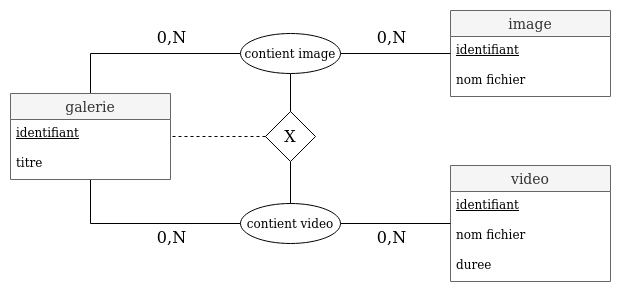 0,N
contient image
0,N
image
identifiant
nom fichier
galerie
identifiant
titre
X
0,N
contient video
0,N
video
identifiant
nom fichier
duree